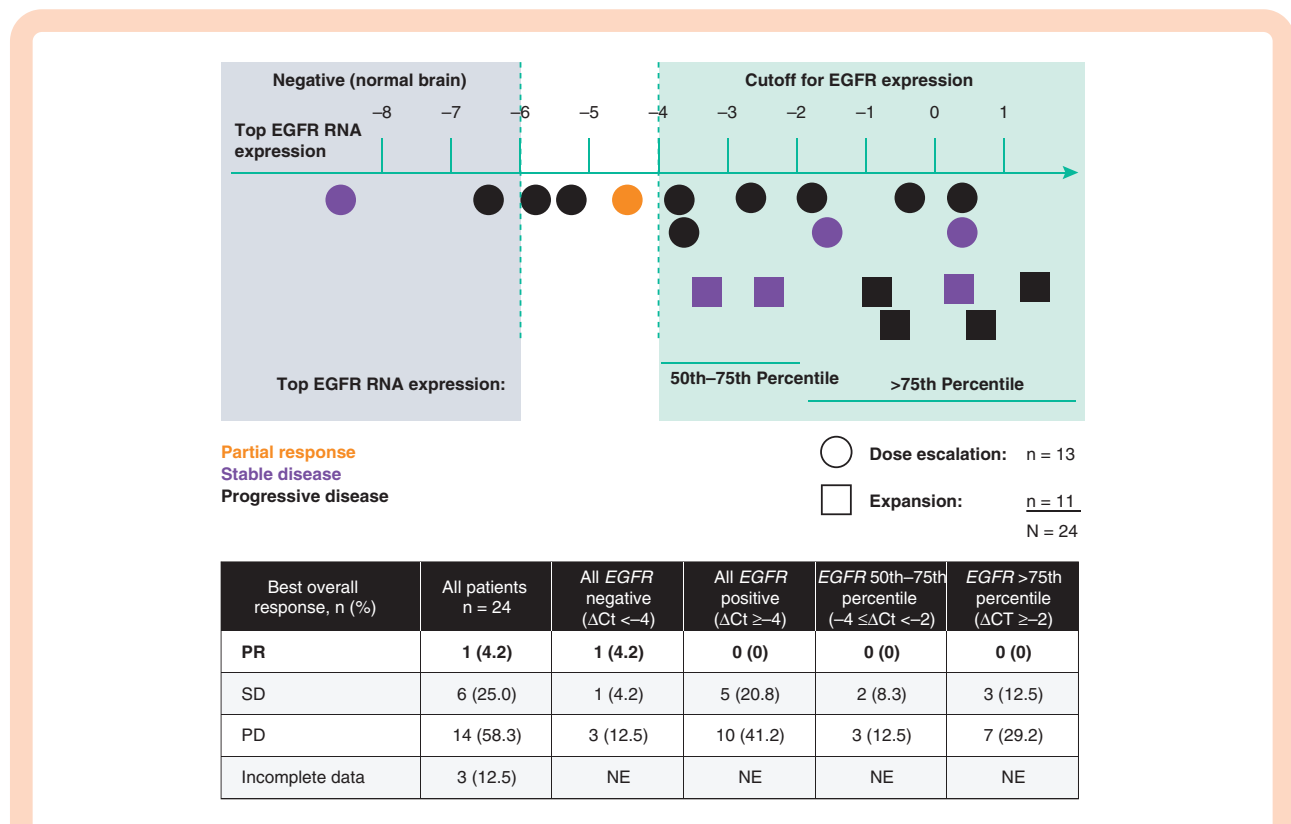 Negative (normal brain)
Cutoff for EGFR expression
–8 –7 –6 –5 –4 –3 –2 –1 0 1
Top EGFR RNA
expression
Top EGFR RNA expression:
50th–75th Percentile
>75th Percentile
Partial response
Stable disease
Progressive disease
Dose escalation: n = 13
Expansion: n = 11
N = 24
Best overall
response, n (%)
All patients
n = 24
All EGFR
negative
(ΔCt <–4)
All EGFR
positive
(ΔCt ≥–4)
EGFR 50th–75th
percentile
(–4 ≤ΔCt <–2)
EGFR >75th
percentile
(ΔCT ≥–2)
PR 1 (4.2) 1 (4.2) 0 (0) 0 (0) 0 (0)
SD 6 (25.0) 1 (4.2) 5 (20.8) 2 (8.3) 3 (12.5)
PD 14 (58.3) 3 (12.5) 10 (41.2) 3 (12.5) 7 (29.2)
Incomplete data 3 (12.5) NE NE NE NE